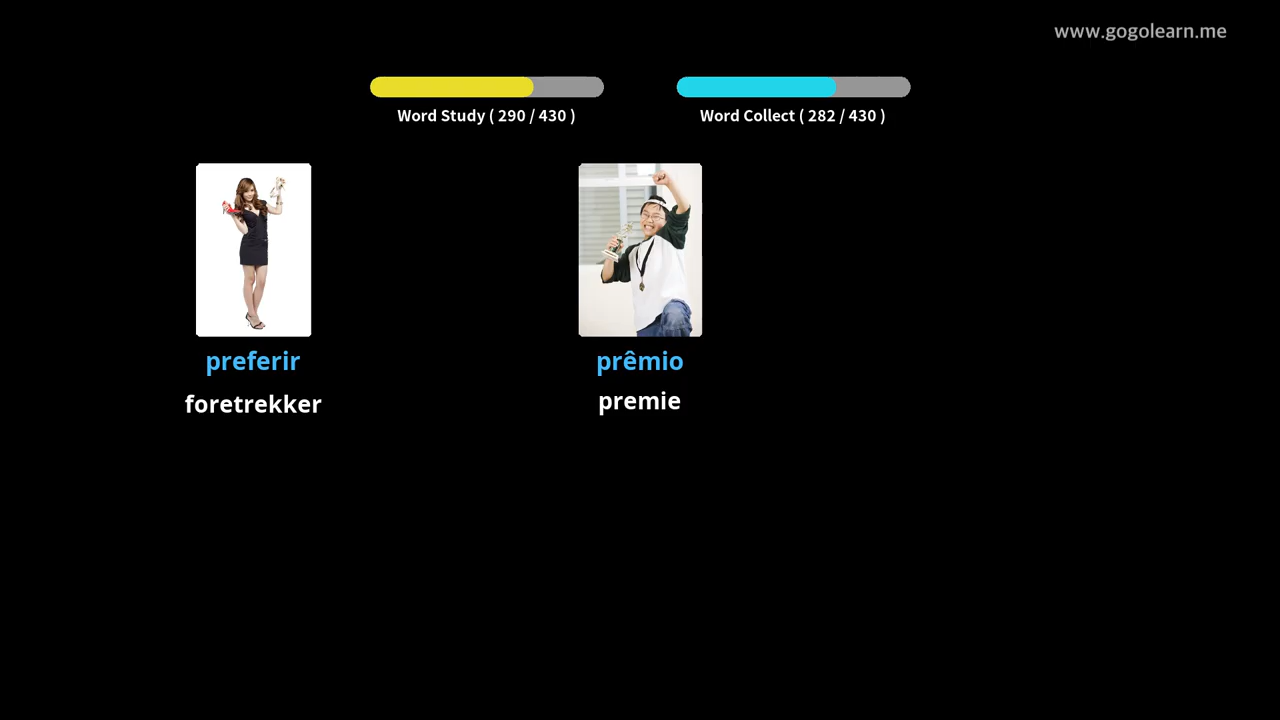 www.gogolearn.me
Word Study ( 290 / 430 )
Word Collect ( 282 / 430 )
preferir
prêmio
foretrekker
premie